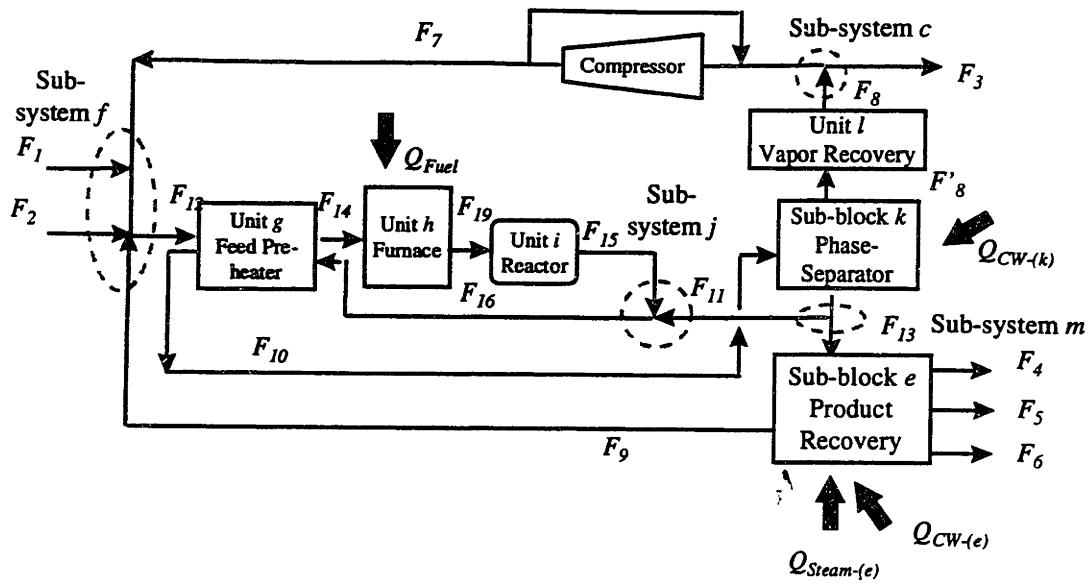 F7
Sub-system c
Compressor
F3
Sub-
system f
F8
Unit l
Vapor Recovery
F1
QFuel
F'8
F2
F12
F14
F19
F15
Sub-
system j
Unit g
Feed Pre-
heater
Unit h
Furnace
Unit i
Reactor
Sub-block k
Phase-
Separator
QCW-(k)
F16
F11
F13
Sub-system m
F10
Sub-block e
Product
Recovery
F4
F5
F6
F9
QCW-(e)
QSteam-(e)